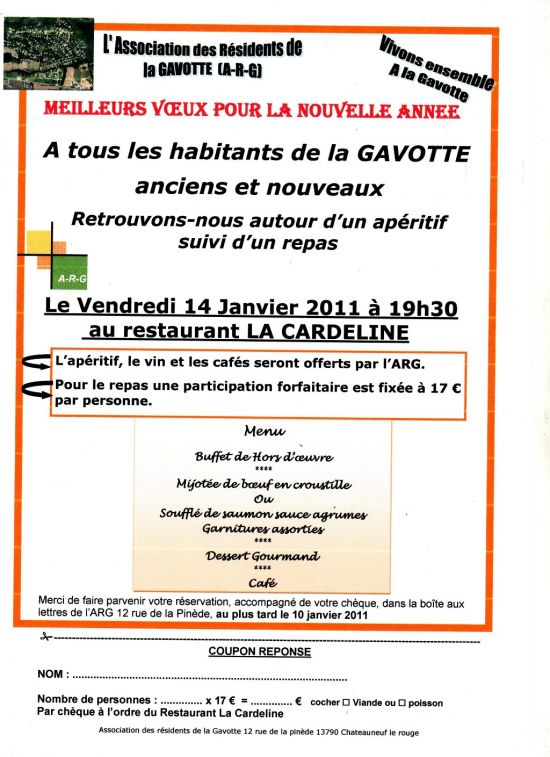 L'Association des Résidents de
la GAVOTTE (A-R-G)
Vivons ensemble
A la Gavotte
MEILLEURS VŒUX POUR LA NOUVELLE ANNEE
A tous les habitants de la GAVOTTE
anciens et nouveaux
Retrouvons-nous autour d'un apéritif
suivi d'un repas
A-R-G
Le Vendredi 14 Janvier 2011 à 19h30
au restaurant LA CARDELINE
L'apéritif, le vin et les cafés seront offerts par l'ARG.
Pour le repas une participation forfaitaire est fixée à 17 €
par personne.
Menu
Buffet de Hors d'œuvre
****
Mijotée de bœuf en croustille
Ou
Soufflé de saumon sauce agrumes
Garnitures assorties
****
Dessert Gourmand
****
Café
Merci de faire parvenir votre réservation, accompagné de votre chèque, dans la boîte aux
lettres de l'ARG 12 rue de la Pinède, au plus tard le 10 janvier 2011
COUPON REPONSE
NOM : ................................................................................
Nombre de personnes : .............. x 17 € = .............. € cocher ☐ Viande ou ☐ poisson
Par chèque à l'ordre du Restaurant La Cardeline
Association des résidents de la Gavotte 12 rue de la pinède 13790 Chateauneuf le rouge